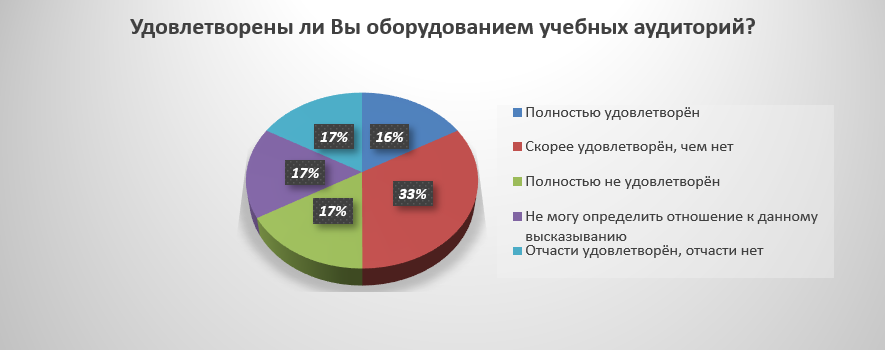 Удовлетворены ли Вы оборудованием учебных аудиторий?
17%
16%
17%
33%
17%
Полностью удовлетворён
Скорее удовлетворён, чем нет
Полностью не удовлетворён
Не могу определить отношение к данному
высказыванию
Отчасти удовлетворён, отчасти нет